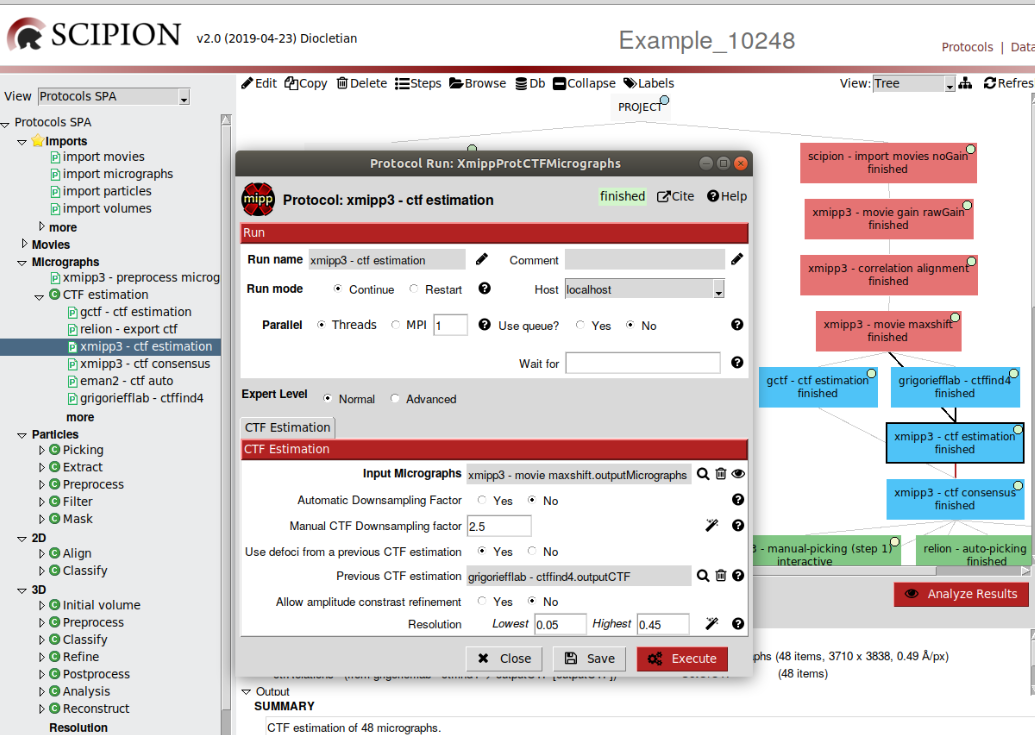 SCIPION v2.0 (2019-04-23) Diocletian
Example_10248
Protocols | Data
View Protocols SPA
Edit Copy Delete Steps Browse Db Collapse Labels
View: Tree Refres
Protocols SPA
Imports
import movies
import micrographs
import particles
import volumes
more
Movies
Micrographs
xmipp3 - preprocess microg
CTF estimation
gctf - ctf estimation
relion - export ctf
xmipp3 - ctf estimation
xmipp3 - ctf consensus
eman2 - ctf auto
grigoriefflab - ctffind4
more
Particles
Picking
Extract
Preprocess
Filter
Mask
2D
Align
Classify
3D
Initial volume
Preprocess
Classify
Refine
Postprocess
Analysis
Reconstruct
Resolution
PROJECT
scipion - import movies noGain
finished
xmipp3 - movie gain rawGain
finished
xmipp3 - correlation alignment
finished
xmipp3 - movie maxshift
finished
gctf - ctf estimation
finished
grigoriefflab - ctffind4
finished
xmipp3 - ctf estimation
finished
xmipp3 - ctf consensus
finished
3 - manual-picking (step 1)
interactive
relion - auto-picking
finished
Analyze Results
Protocol Run: XmippProtCTFMicrographs
mipp
Protocol: xmipp3 - ctf estimation
finished Cite Help
Run
Run name xmipp3 - ctf estimation Comment
Run mode Continue Restart Host localhost
Parallel Threads MPI 1 Use queue? Yes No
Wait for
Expert Level Normal Advanced
CTF Estimation
CTF Estimation
Input Micrographs xmipp3 - movie maxshift.outputMicrographs
Automatic Downsampling Factor Yes No
Manual CTF Downsampling factor 2.5
Use defoci from a previous CTF estimation Yes No
Previous CTF estimation grigoriefflab - ctffind4.outputCTF
Allow amplitude constrast refinement Yes No
Resolution Lowest 0.05 Highest 0.45
Close Save Execute
phs (48 items, 3710 x 3838, 0.49 Å/px)
(48 items)
Output
SUMMARY
CTF estimation of 48 micrographs.